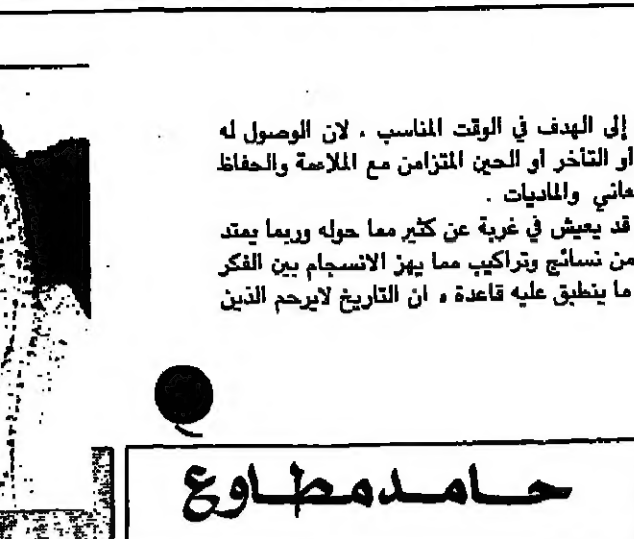 إلى الهدف في الوقت المناسب ، لان الوصول له
أو التأخر أو الحين المتزامن مع الملاءمة والحفاظ
والماديات .
قد يعيش في غربة عن كثير مما حوله وربما يمتد
من نسائج وتراكيب مما يهز الانسجام بين الفكر
ما ينطبق عليه قاعدة « ان التاريخ لايرحم الذين
حامد مطاوع